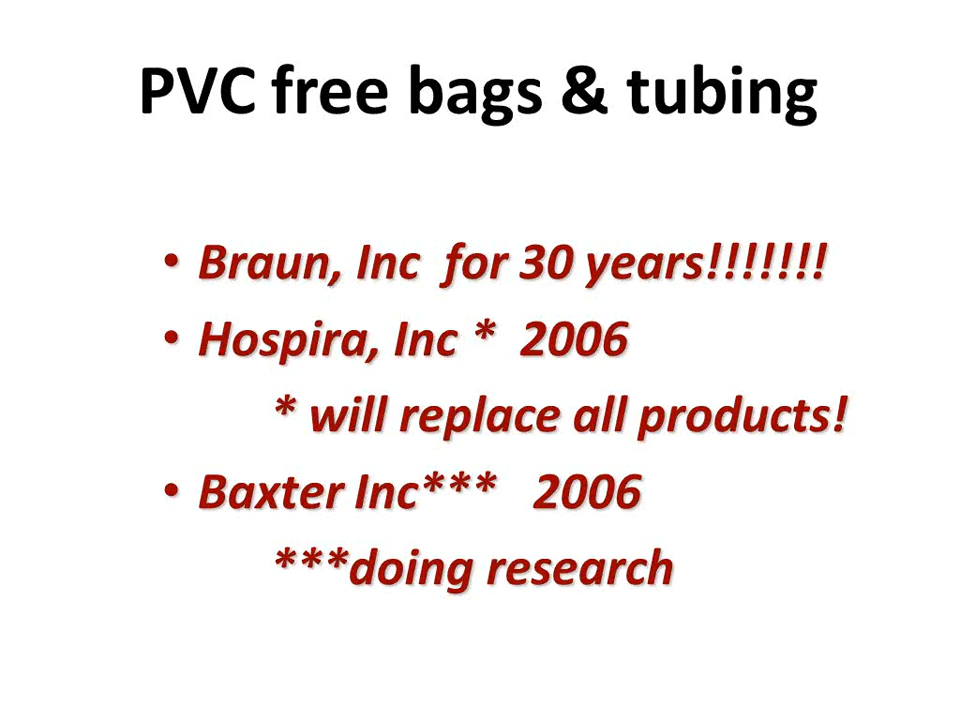 PVC free bags & tubing
• Braun, Inc for 30 years!!!!!!!
• Hospira, Inc * 2006
* will replace all products!
• Baxter Inc*** 2006
***doing research